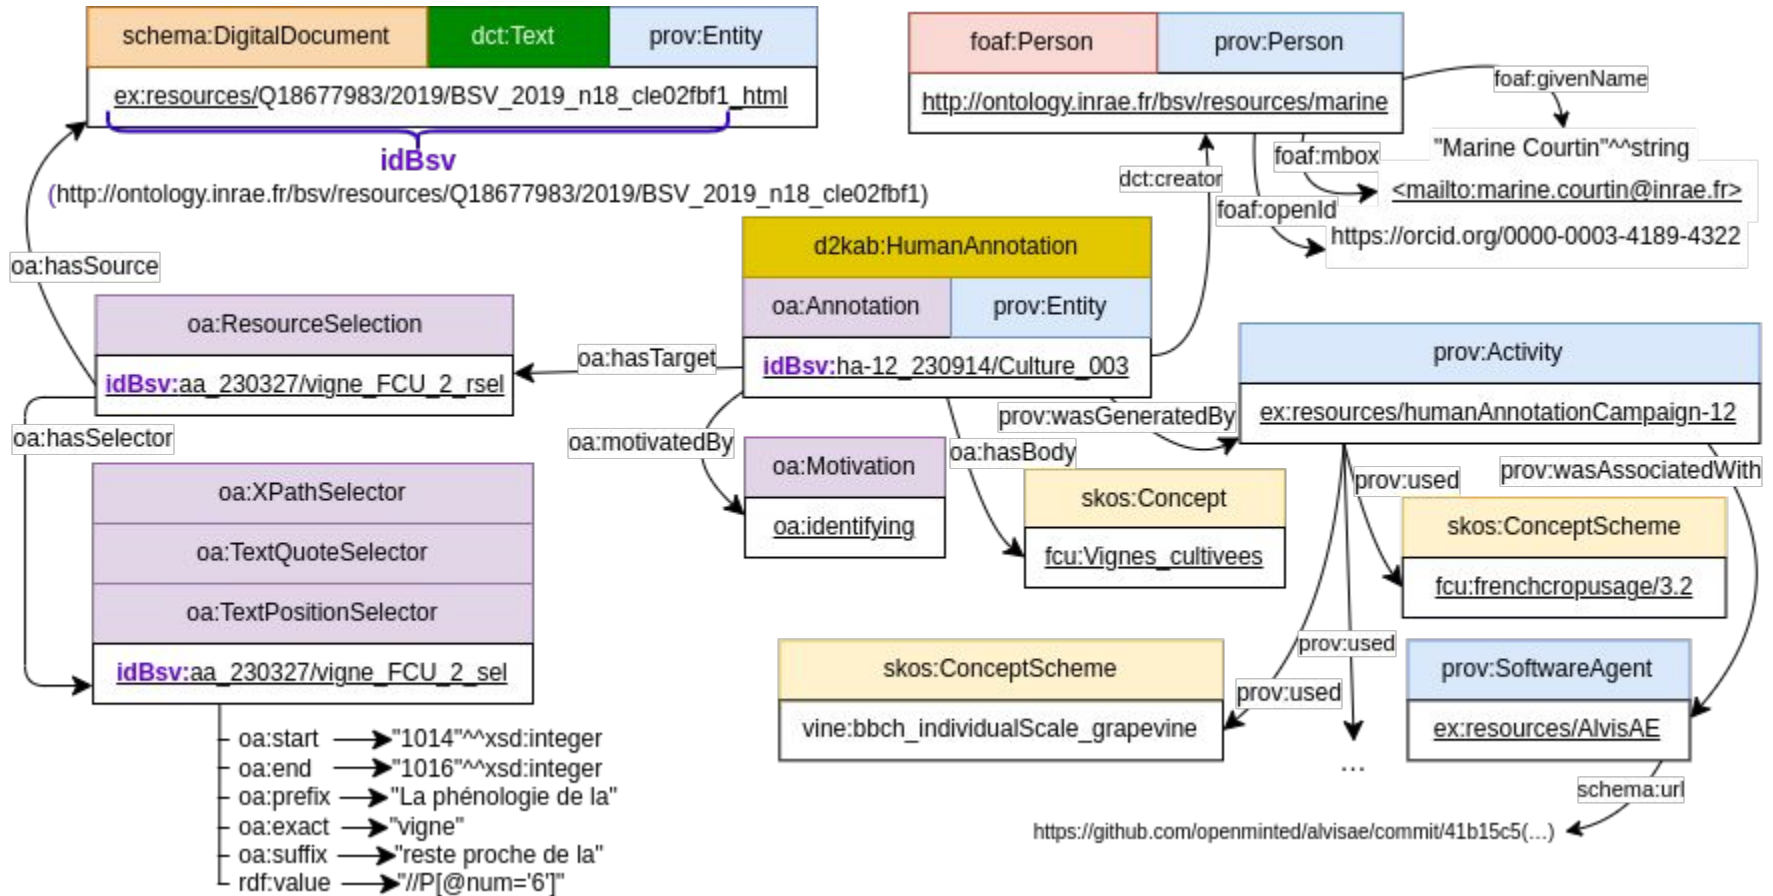 schema:DigitalDocument
dct:Text
prov:Entity
ex:resources/Q18677983/2019/BSV_2019_n18_cle02fbf1_html
idBsv
(http://ontology.inrae.fr/bsv/resources/Q18677983/2019/BSV_2019_n18_cle02fbf1)
foaf:Person
prov:Person
http://ontology.inrae.fr/bsv/resources/marine
foaf:givenName
"Marine Courtin"^^string
foaf:mbox
<mailto:marine.courtin@inrae.fr>
foaf:openId
https://orcid.org/0000-0003-4189-4322
dct:creator
oa:hasSource
d2kab:HumanAnnotation
oa:Annotation
prov:Entity
idBsv:ha-12_230914/Culture_003
oa:hasTarget
oa:ResourceSelection
idBsv:aa_230327/vigne_FCU_2_rsel
oa:hasSelector
oa:XPathSelector
oa:TextQuoteSelector
oa:TextPositionSelector
idBsv:aa_230327/vigne_FCU_2_sel
oa:start
"1014"^^xsd:integer
oa:end
"1016"^^xsd:integer
oa:prefix
"La phénologie de la"
oa:exact
"vigne"
oa:suffix
"reste proche de la"
rdf:value
"//P[@num='6']"
oa:motivatedBy
oa:Motivation
oa:identifying
oa:hasBody
skos:Concept
fcu:Vignes_cultivees
prov:wasGeneratedBy
prov:Activity
ex:resources/humanAnnotationCampaign-12
prov:used
prov:wasAssociatedWith
skos:ConceptScheme
fcu:frenchcropusage/3.2
prov:used
prov:used
...
skos:ConceptScheme
vine:bbch_individualScale_grapevine
prov:SoftwareAgent
ex:resources/AlvisAE
schema:url
https://github.com/openminted/alvisae/commit/41b15c5(...)